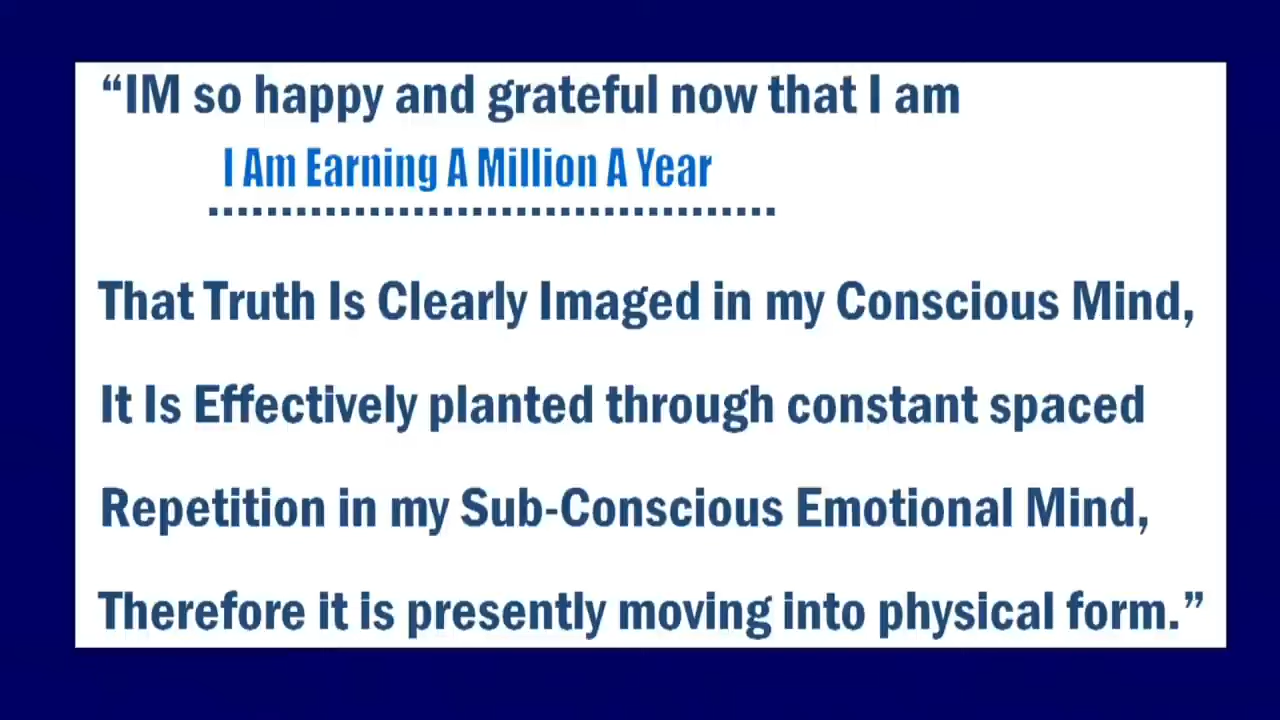 “IM so happy and grateful now that I am
I Am Earning A Million A Year
.......................................
That Truth Is Clearly Imaged in my Conscious Mind,
It Is Effectively planted through constant spaced
Repetition in my Sub-Conscious Emotional Mind,
Therefore it is presently moving into physical form.”